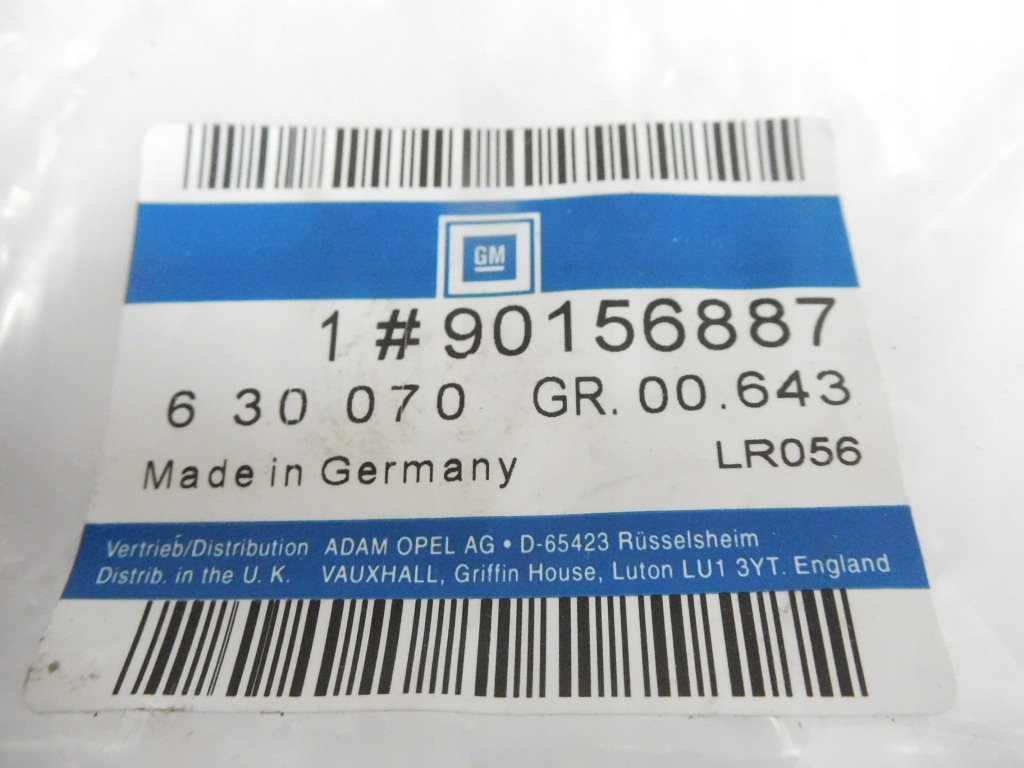 GM
1 # 90156887
6 30 070 GR. 00.643
Made in Germany LR056
Vertrieb/Distribution ADAM OPEL AG • D-65423 Rüsselsheim
Distrib. in the U. K. VAUXHALL, Griffin House, Luton LU1 3YT. England